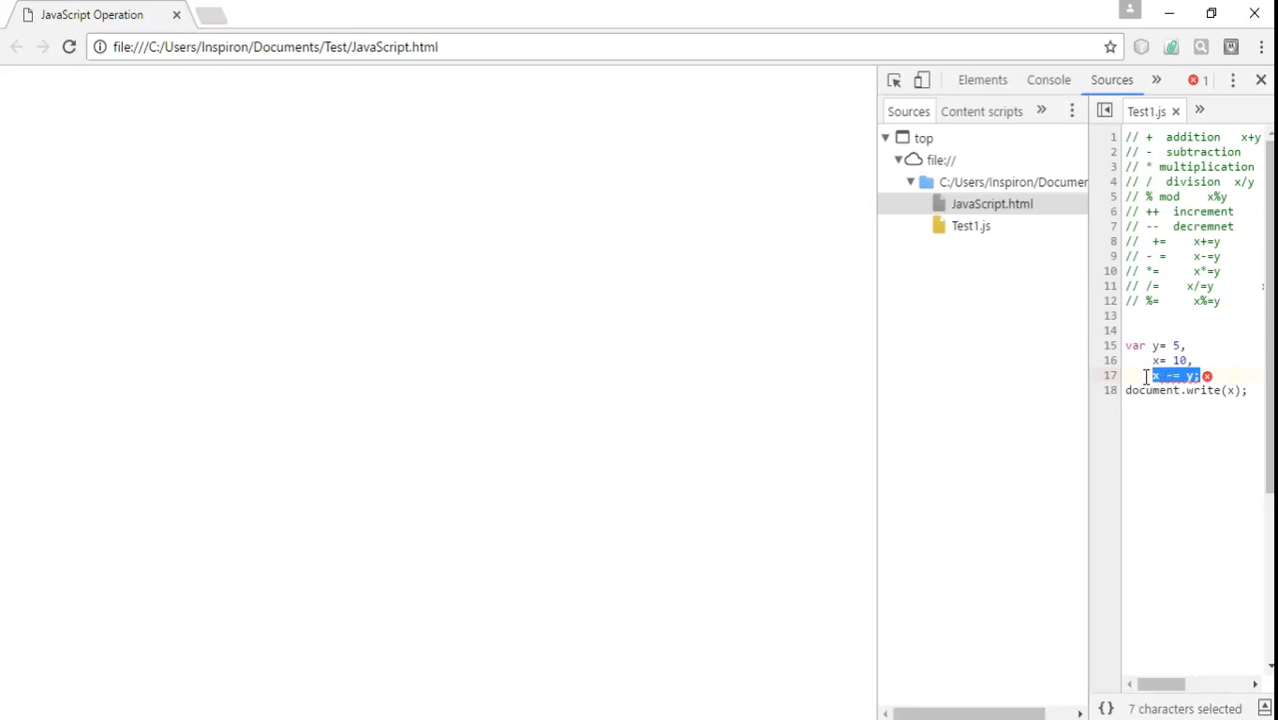 JavaScript Operation
file:///C:/Users/Inspiron/Documents/Test/JavaScript.html
Elements Console Sources » 1
Sources Content scripts »
Test1.js »
top
file://
C:/Users/Inspiron/Documen
JavaScript.html
Test1.js
1 // + addition x+y
2 // - subtraction
3 // * multiplication
4 // / division x/y
5 // % mod x%y
6 // ++ increment
7 // -- decremnet
8 // += x+=y
9 // - = x-=y
10 // *= x*=y
11 // /= x/=y
12 // %= x%=y
13
14
15 var y= 5,
16 x= 10,
17 x -= y;
18 document.write(x);
{} 7 characters selected